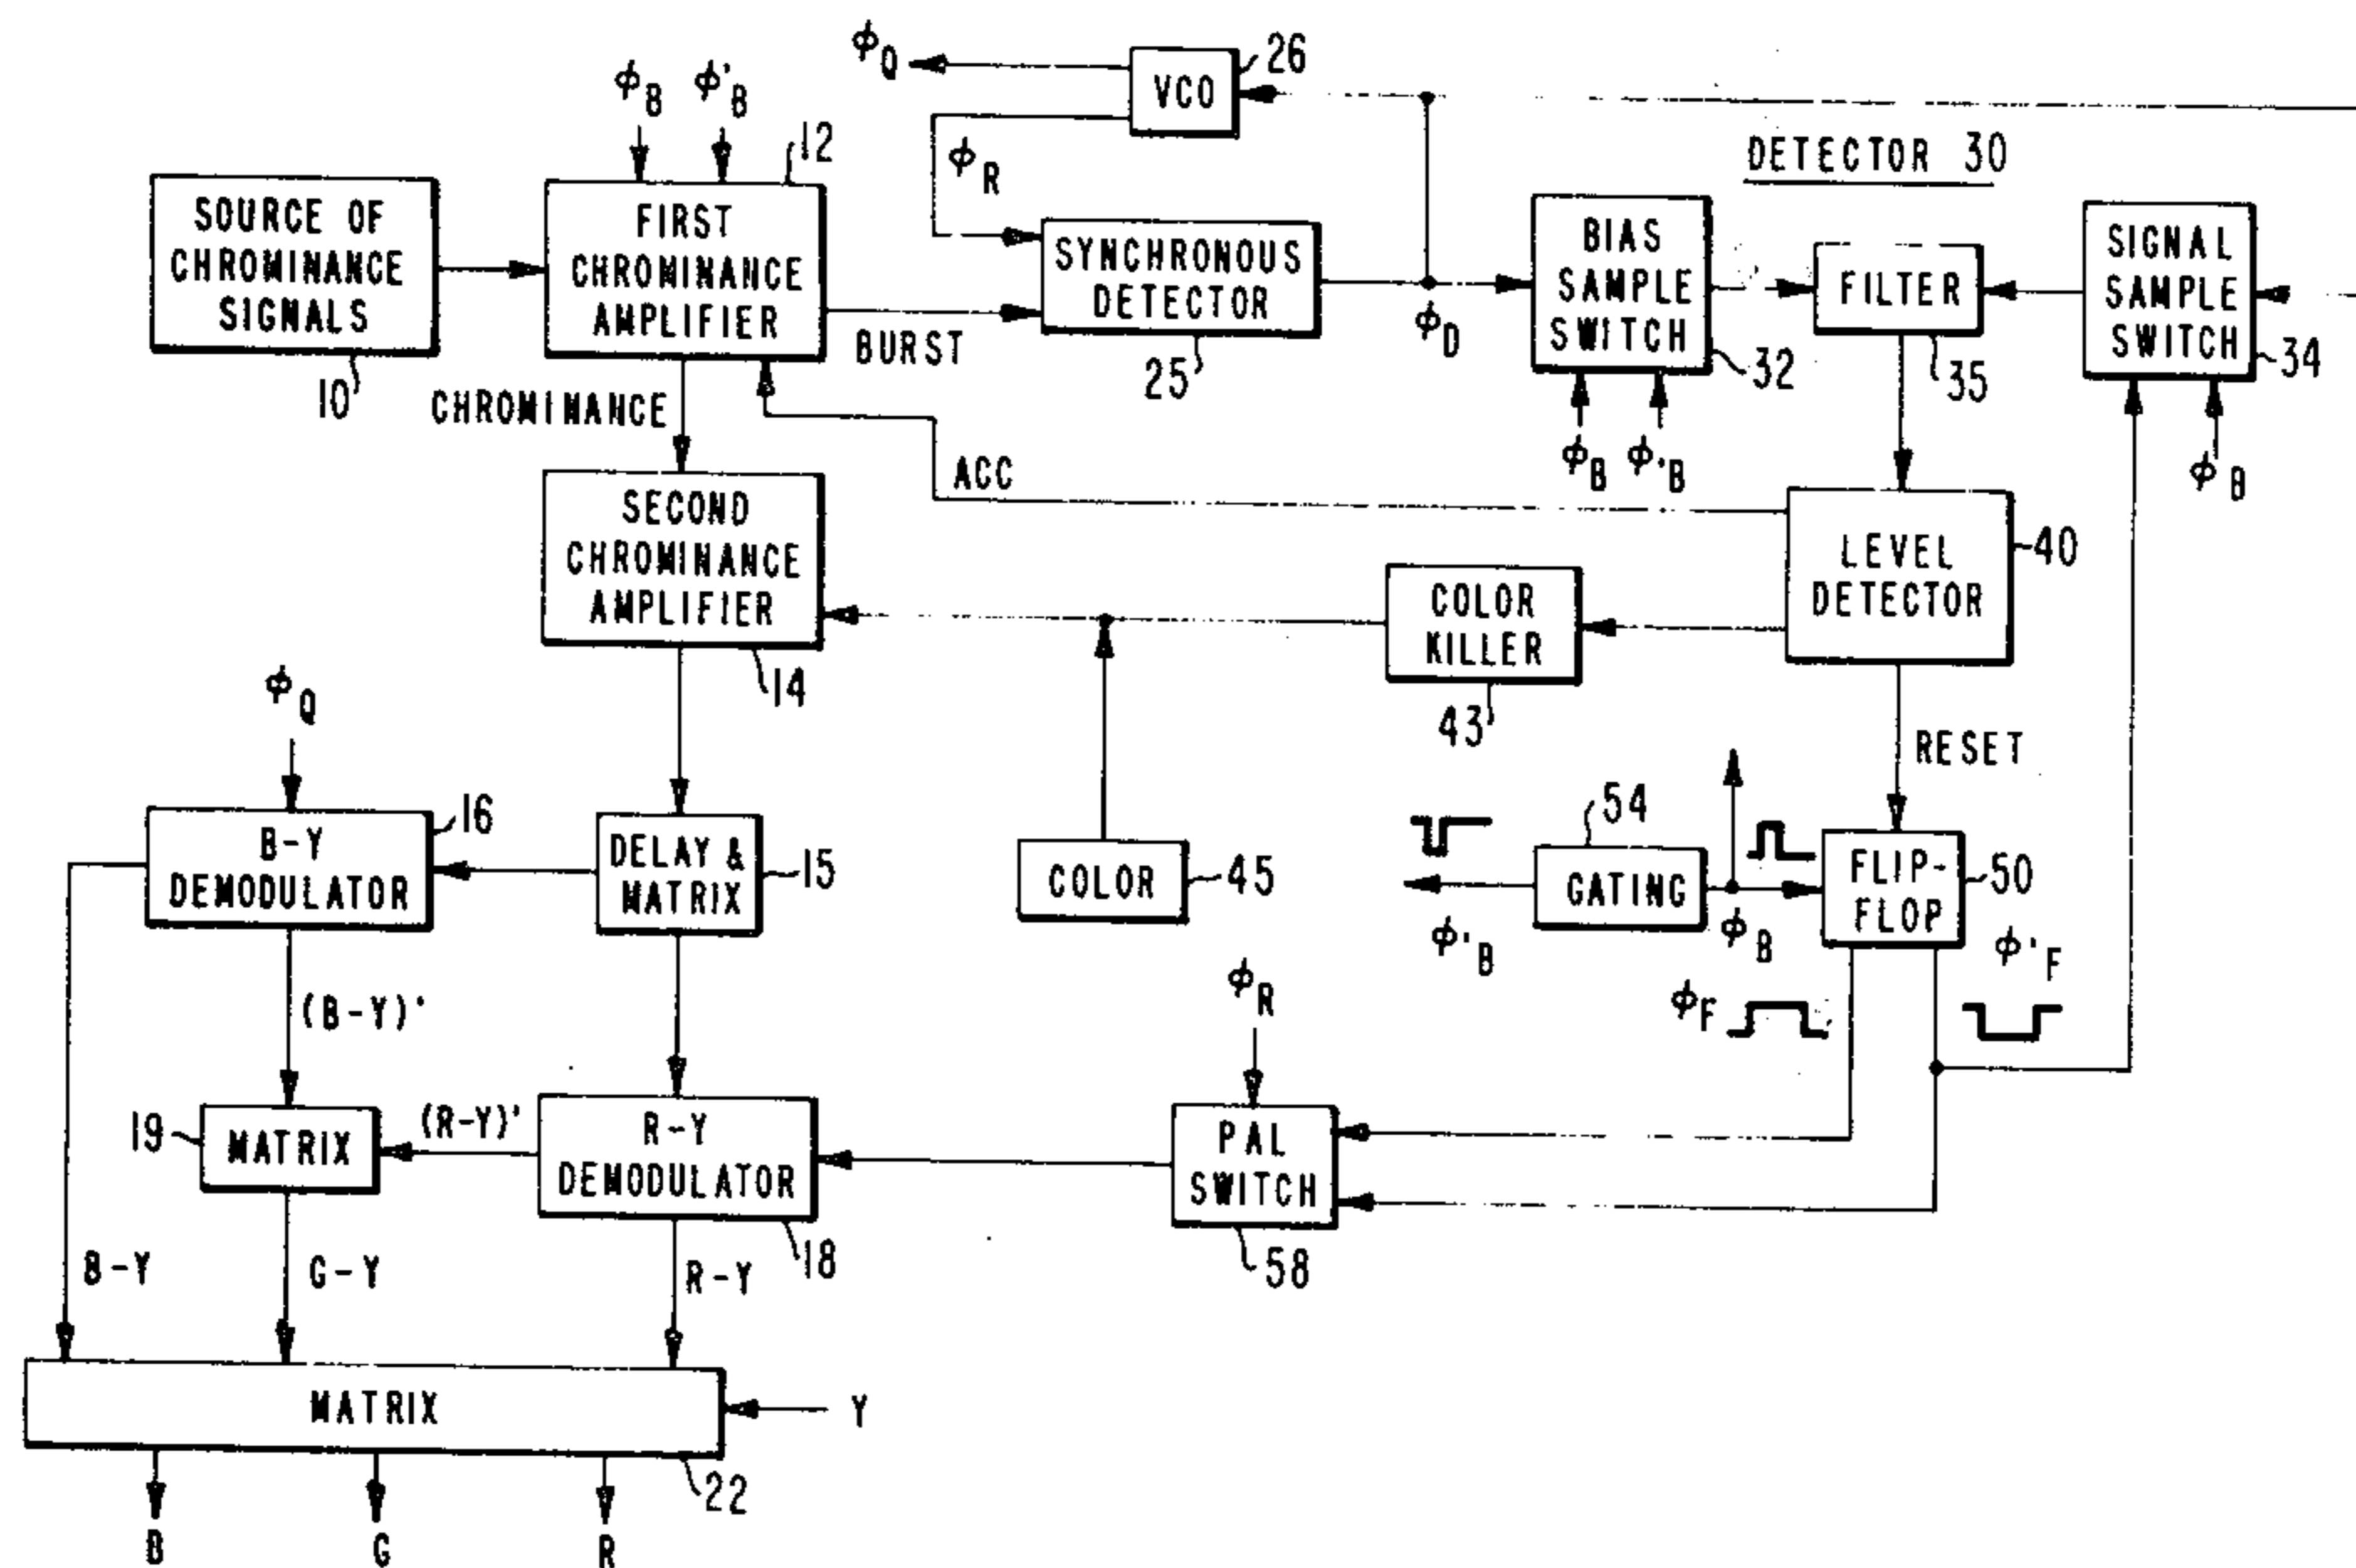 ϕQ
VCO
26
ϕB ϕ'B
12
ϕR
DETECTOR 30
SOURCE OF
CHROMINANCE
SIGNALS
10
FIRST
CHROMINANCE
AMPLIFIER
BURST
SYNCHRONOUS
DETECTOR
25
ϕD
BIAS
SAMPLE
SWITCH
32
ϕB ϕ'B
FILTER
35
SIGNAL
SAMPLE
SWITCH
34
ϕB
CHROMINANCE
ACC
SECOND
CHROMINANCE
AMPLIFIER
14
COLOR
KILLER
43
LEVEL
DETECTOR
40
RESET
ϕQ
B-Y
DEMODULATOR
16
DELAY &
MATRIX
15
COLOR
45
54
GATING
ϕ'B
ϕB
FLIP-
FLOP
50
ϕF
ϕ'F
(B-Y)'
ϕR
19
MATRIX
(R-Y)'
R-Y
DEMODULATOR
18
PAL
SWITCH
58
B-Y
G-Y
R-Y
MATRIX
Y
22
B
G
R